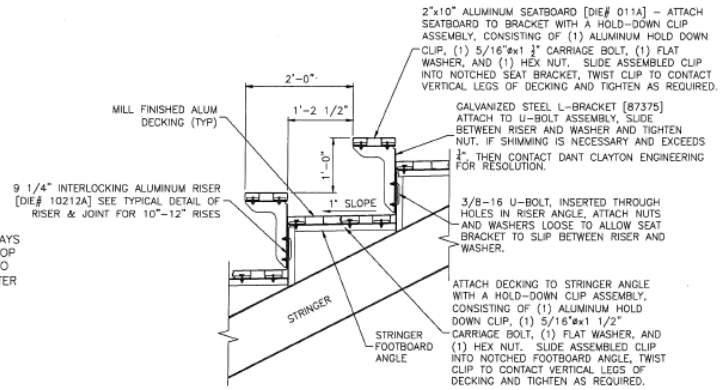 2"x10" ALUMINUM SEATBOARD [DIE# 011A] – ATTACH
SEATBOARD TO BRACKET WITH A HOLD-DOWN CLIP
ASSEMBLY, CONSISTING OF (1) ALUMINUM HOLD DOWN
CLIP, (1) 5/16"øx1 ½" CARRIAGE BOLT, (1) FLAT
WASHER, AND (1) HEX NUT. SLIDE ASSEMBLED CLIP
INTO NOTCHED SEAT BRACKET, TWIST CLIP TO CONTACT
VERTICAL LEGS OF DECKING AND TIGHTEN AS REQUIRED.
2'-0"
1'-2 1/2"
MILL FINISHED ALUM
DECKING (TYP)
GALVANIZED STEEL L-BRACKET [87375]
ATTACH TO U-BOLT ASSEMBLY, SLIDE
BETWEEN RISER AND WASHER AND TIGHTEN
NUT. IF SHIMMING IS NECESSARY AND EXCEEDS
THEN CONTACT DANT CLAYTON ENGINEERING
FOR RESOLUTION.
1'-0"
9 1/4" INTERLOCKING ALUMINUM RISER
[DIE# 10212A] SEE TYPICAL DETAIL OF
RISER & JOINT FOR 10"-12" RISES
1° SLOPE
3/8-16 U-BOLT, INSERTED THROUGH
HOLES IN RISER ANGLE, ATTACH NUTS
AND WASHERS LOOSE TO ALLOW SEAT
BRACKET TO SLIP BETWEEN RISER AND
WASHER.
STRINGER
STRINGER
FOOTBOARD
ANGLE
ATTACH DECKING TO STRINGER ANGLE
WITH A HOLD-DOWN CLIP ASSEMBLY,
CONSISTING OF (1) ALUMINUM HOLD
DOWN CLIP, (1) 5/16"øx1 1/2"
CARRIAGE BOLT, (1) FLAT WASHER, AND
(1) HEX NUT. SLIDE ASSEMBLED CLIP
INTO NOTCHED FOOTBOARD ANGLE, TWIST
CLIP TO CONTACT VERTICAL LEGS OF
DECKING AND TIGHTEN AS REQUIRED.